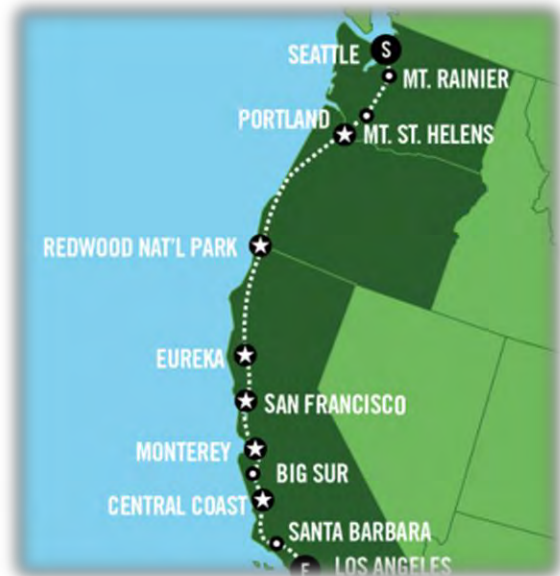 SEATTLE S
MT. RAINIER
PORTLAND
MT. ST. HELENS
REDWOOD NAT'L PARK
EUREKA
SAN FRANCISCO
MONTEREY
BIG SUR
CENTRAL COAST
SANTA BARBARA
LOS ANGELES